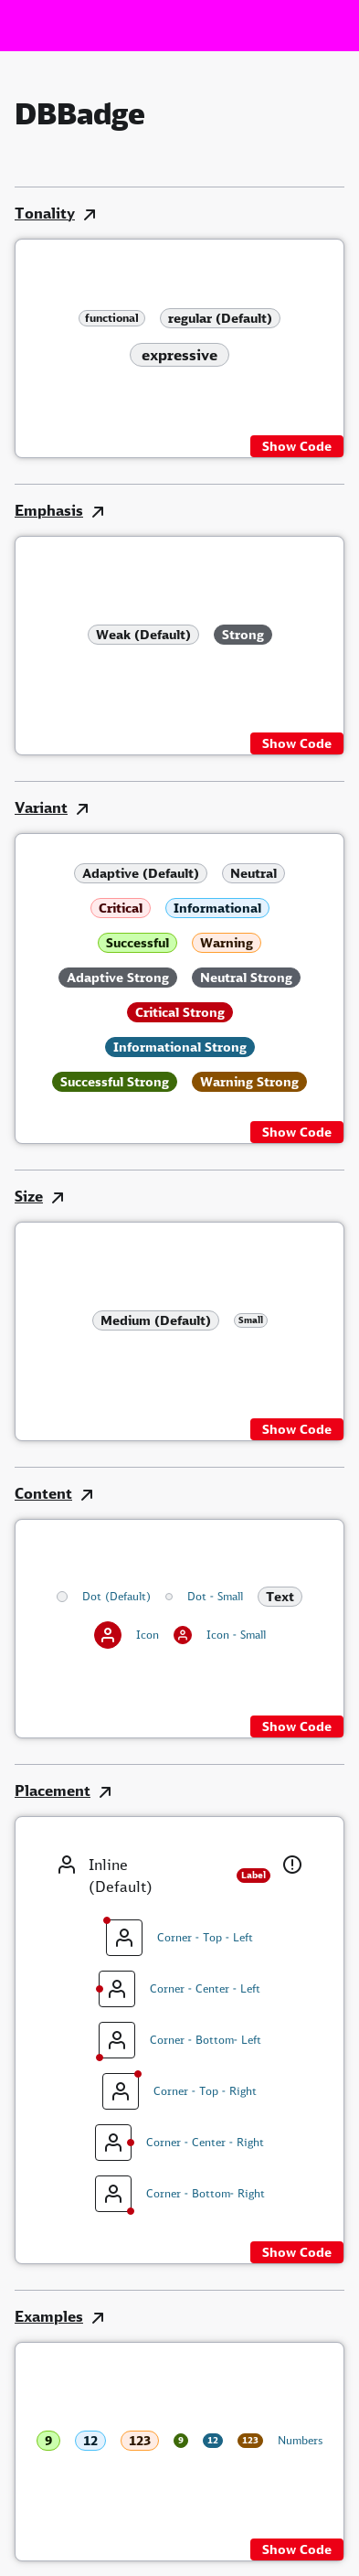 DBBadge
Tonality
functional regular (Default)
expressive
Show Code
Emphasis
Weak (Default) Strong
Show Code
Variant
Adaptive (Default) Neutral
Critical Informational
Successful Warning
Adaptive Strong Neutral Strong
Critical Strong
Informational Strong
Successful Strong Warning Strong
Show Code
Size
Medium (Default) Small
Show Code
Content
Dot (Default) Dot - Small Text
Icon Icon - Small
Show Code
Placement
Inline
(Default) Label
Corner - Top - Left
Corner - Center - Left
Corner - Bottom- Left
Corner - Top - Right
Corner - Center - Right
Corner - Bottom- Right
Show Code
Examples
9 12 123 9 12 123 Numbers
Show Code